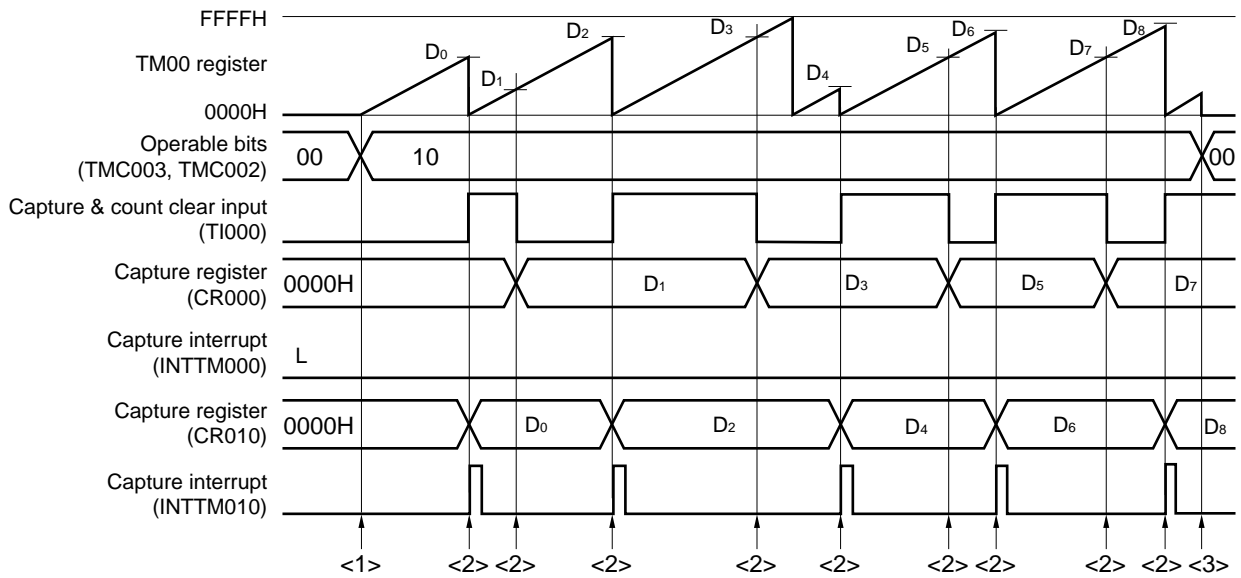 FFFFH
TM00 register
0000H
D0 D1 D2 D3 D4 D5 D6 D7 D8
Operable bits
(TMC003, TMC002)
00 10 00
Capture & count clear input
(TI000)
Capture register
(CR000)
0000H D1 D3 D5 D7
Capture interrupt
(INTTM000)
L
Capture register
(CR010)
0000H D0 D2 D4 D6 D8
Capture interrupt
(INTTM010)
<1> <2> <2> <2> <2> <2> <2> <2> <2> <2> <3>